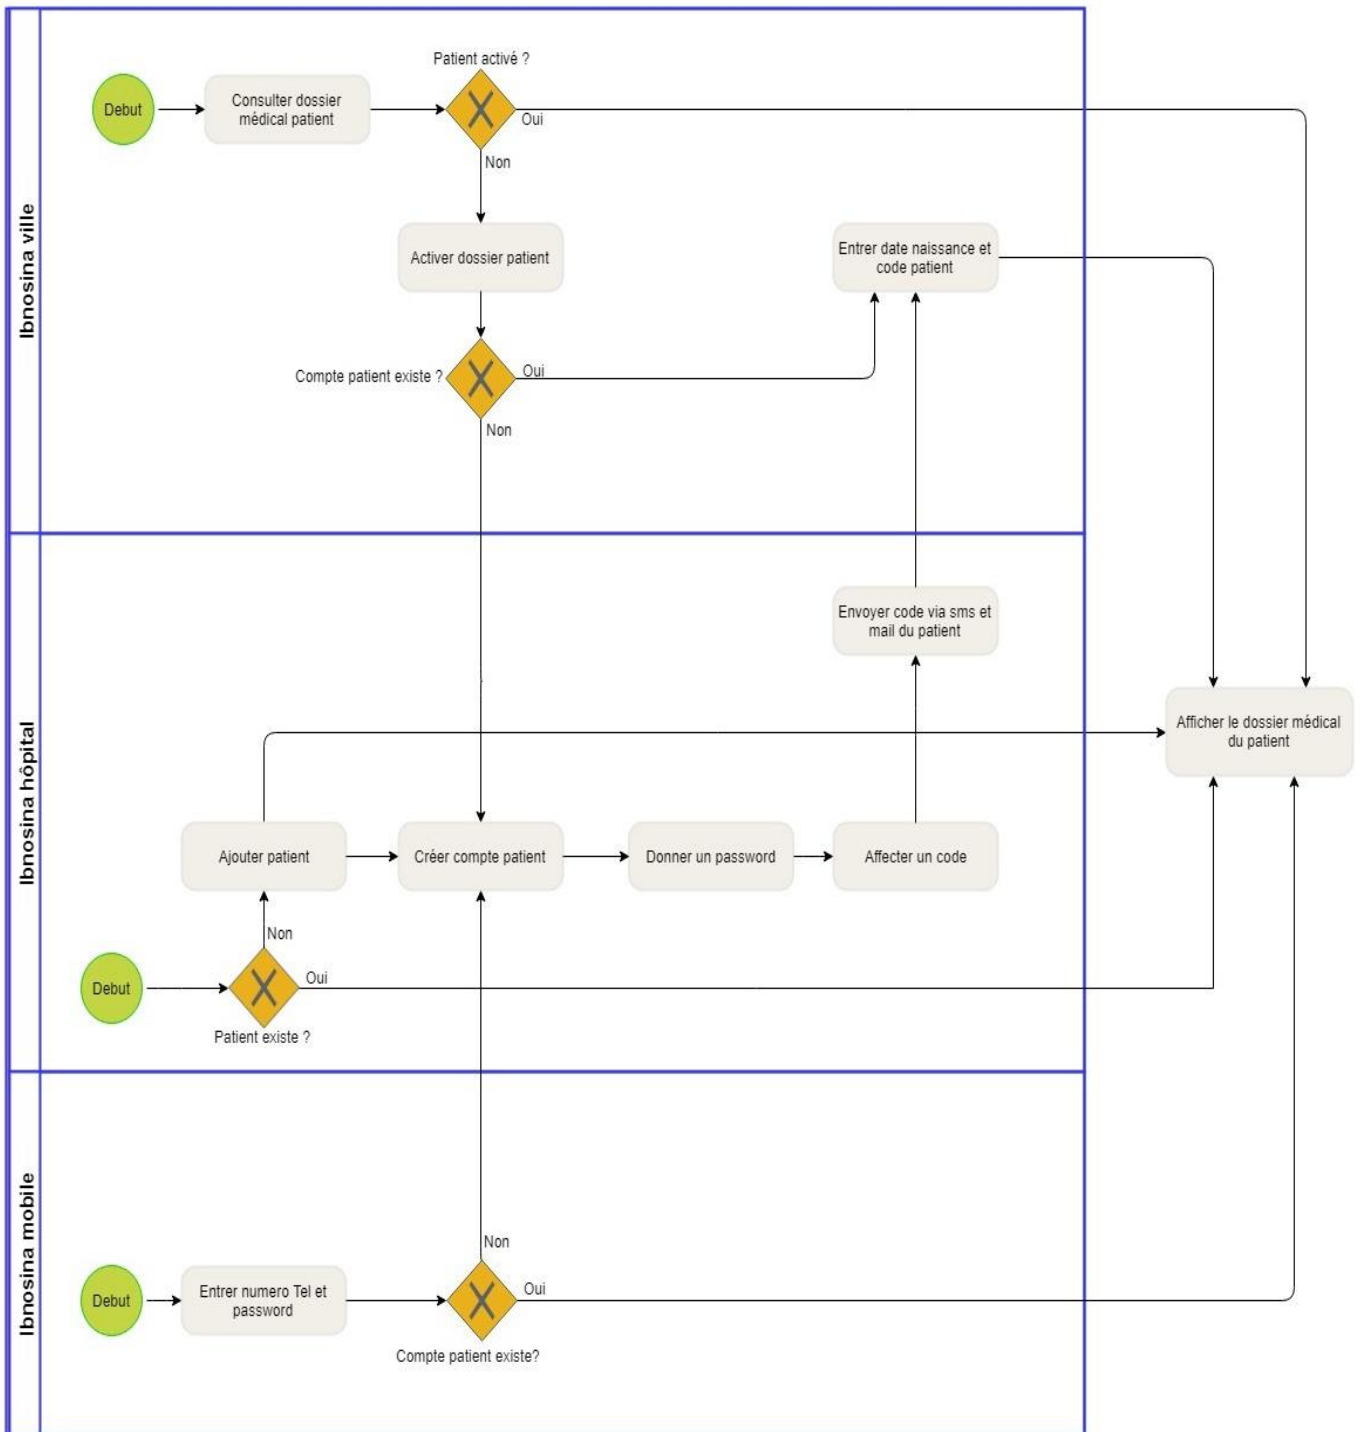 Ibnosina ville
Patient activé ?
Debut
Consulter dossier
médical patient
Oui
Non
Activer dossier patient
Entrer date naissance et
code patient
Compte patient existe ?
Oui
Non
Ibnosina hôpital
Envoyer code via sms et
mail du patient
Afficher le dossier médical
du patient
Ajouter patient
Créer compte patient
Donner un password
Affecter un code
Non
Debut
Oui
Patient existe ?
Ibnosina mobile
Non
Debut
Entrer numero Tel et
password
Oui
Compte patient existe?